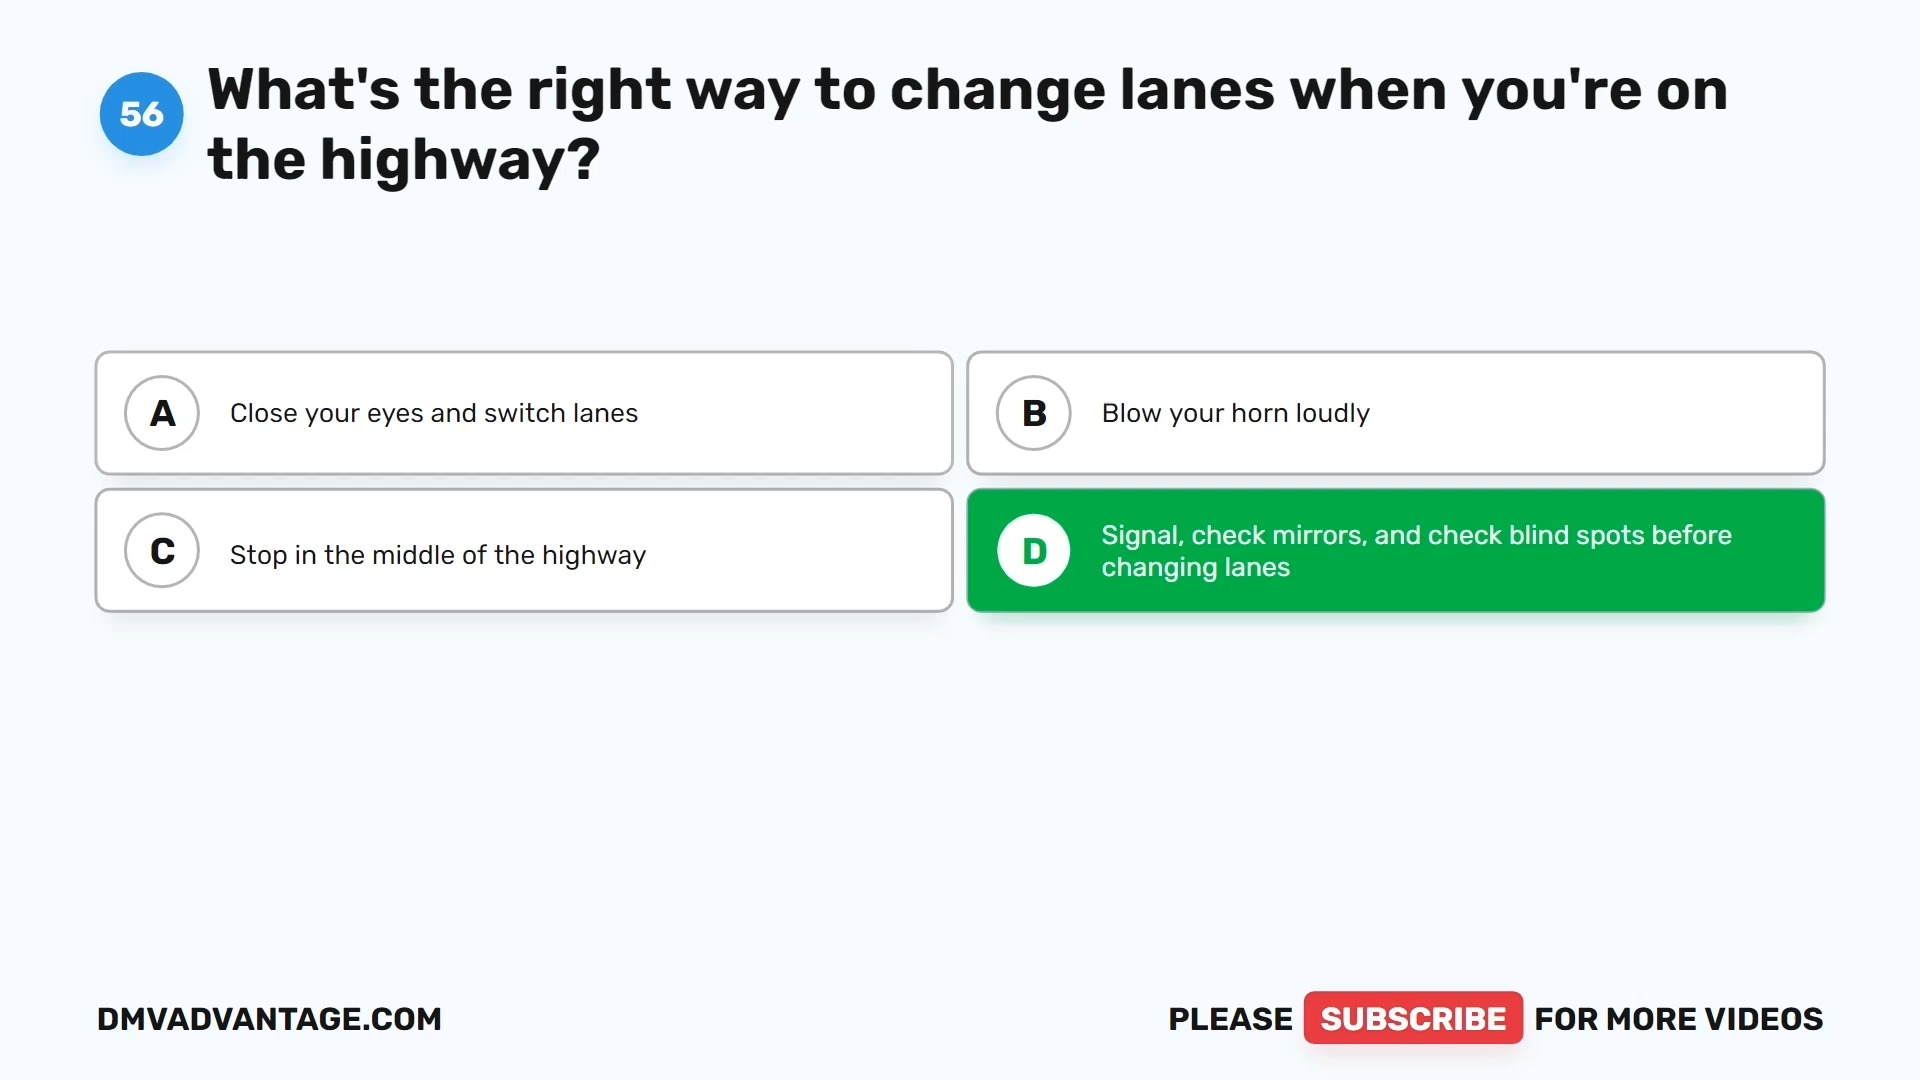 56
What's the right way to change lanes when you're on
the highway?
A
Close your eyes and switch lanes
B
Blow your horn loudly
C
Stop in the middle of the highway
D
Signal, check mirrors, and check blind spots before
changing lanes
DMVADVANTAGE.COM
PLEASE SUBSCRIBE FOR MORE VIDEOS